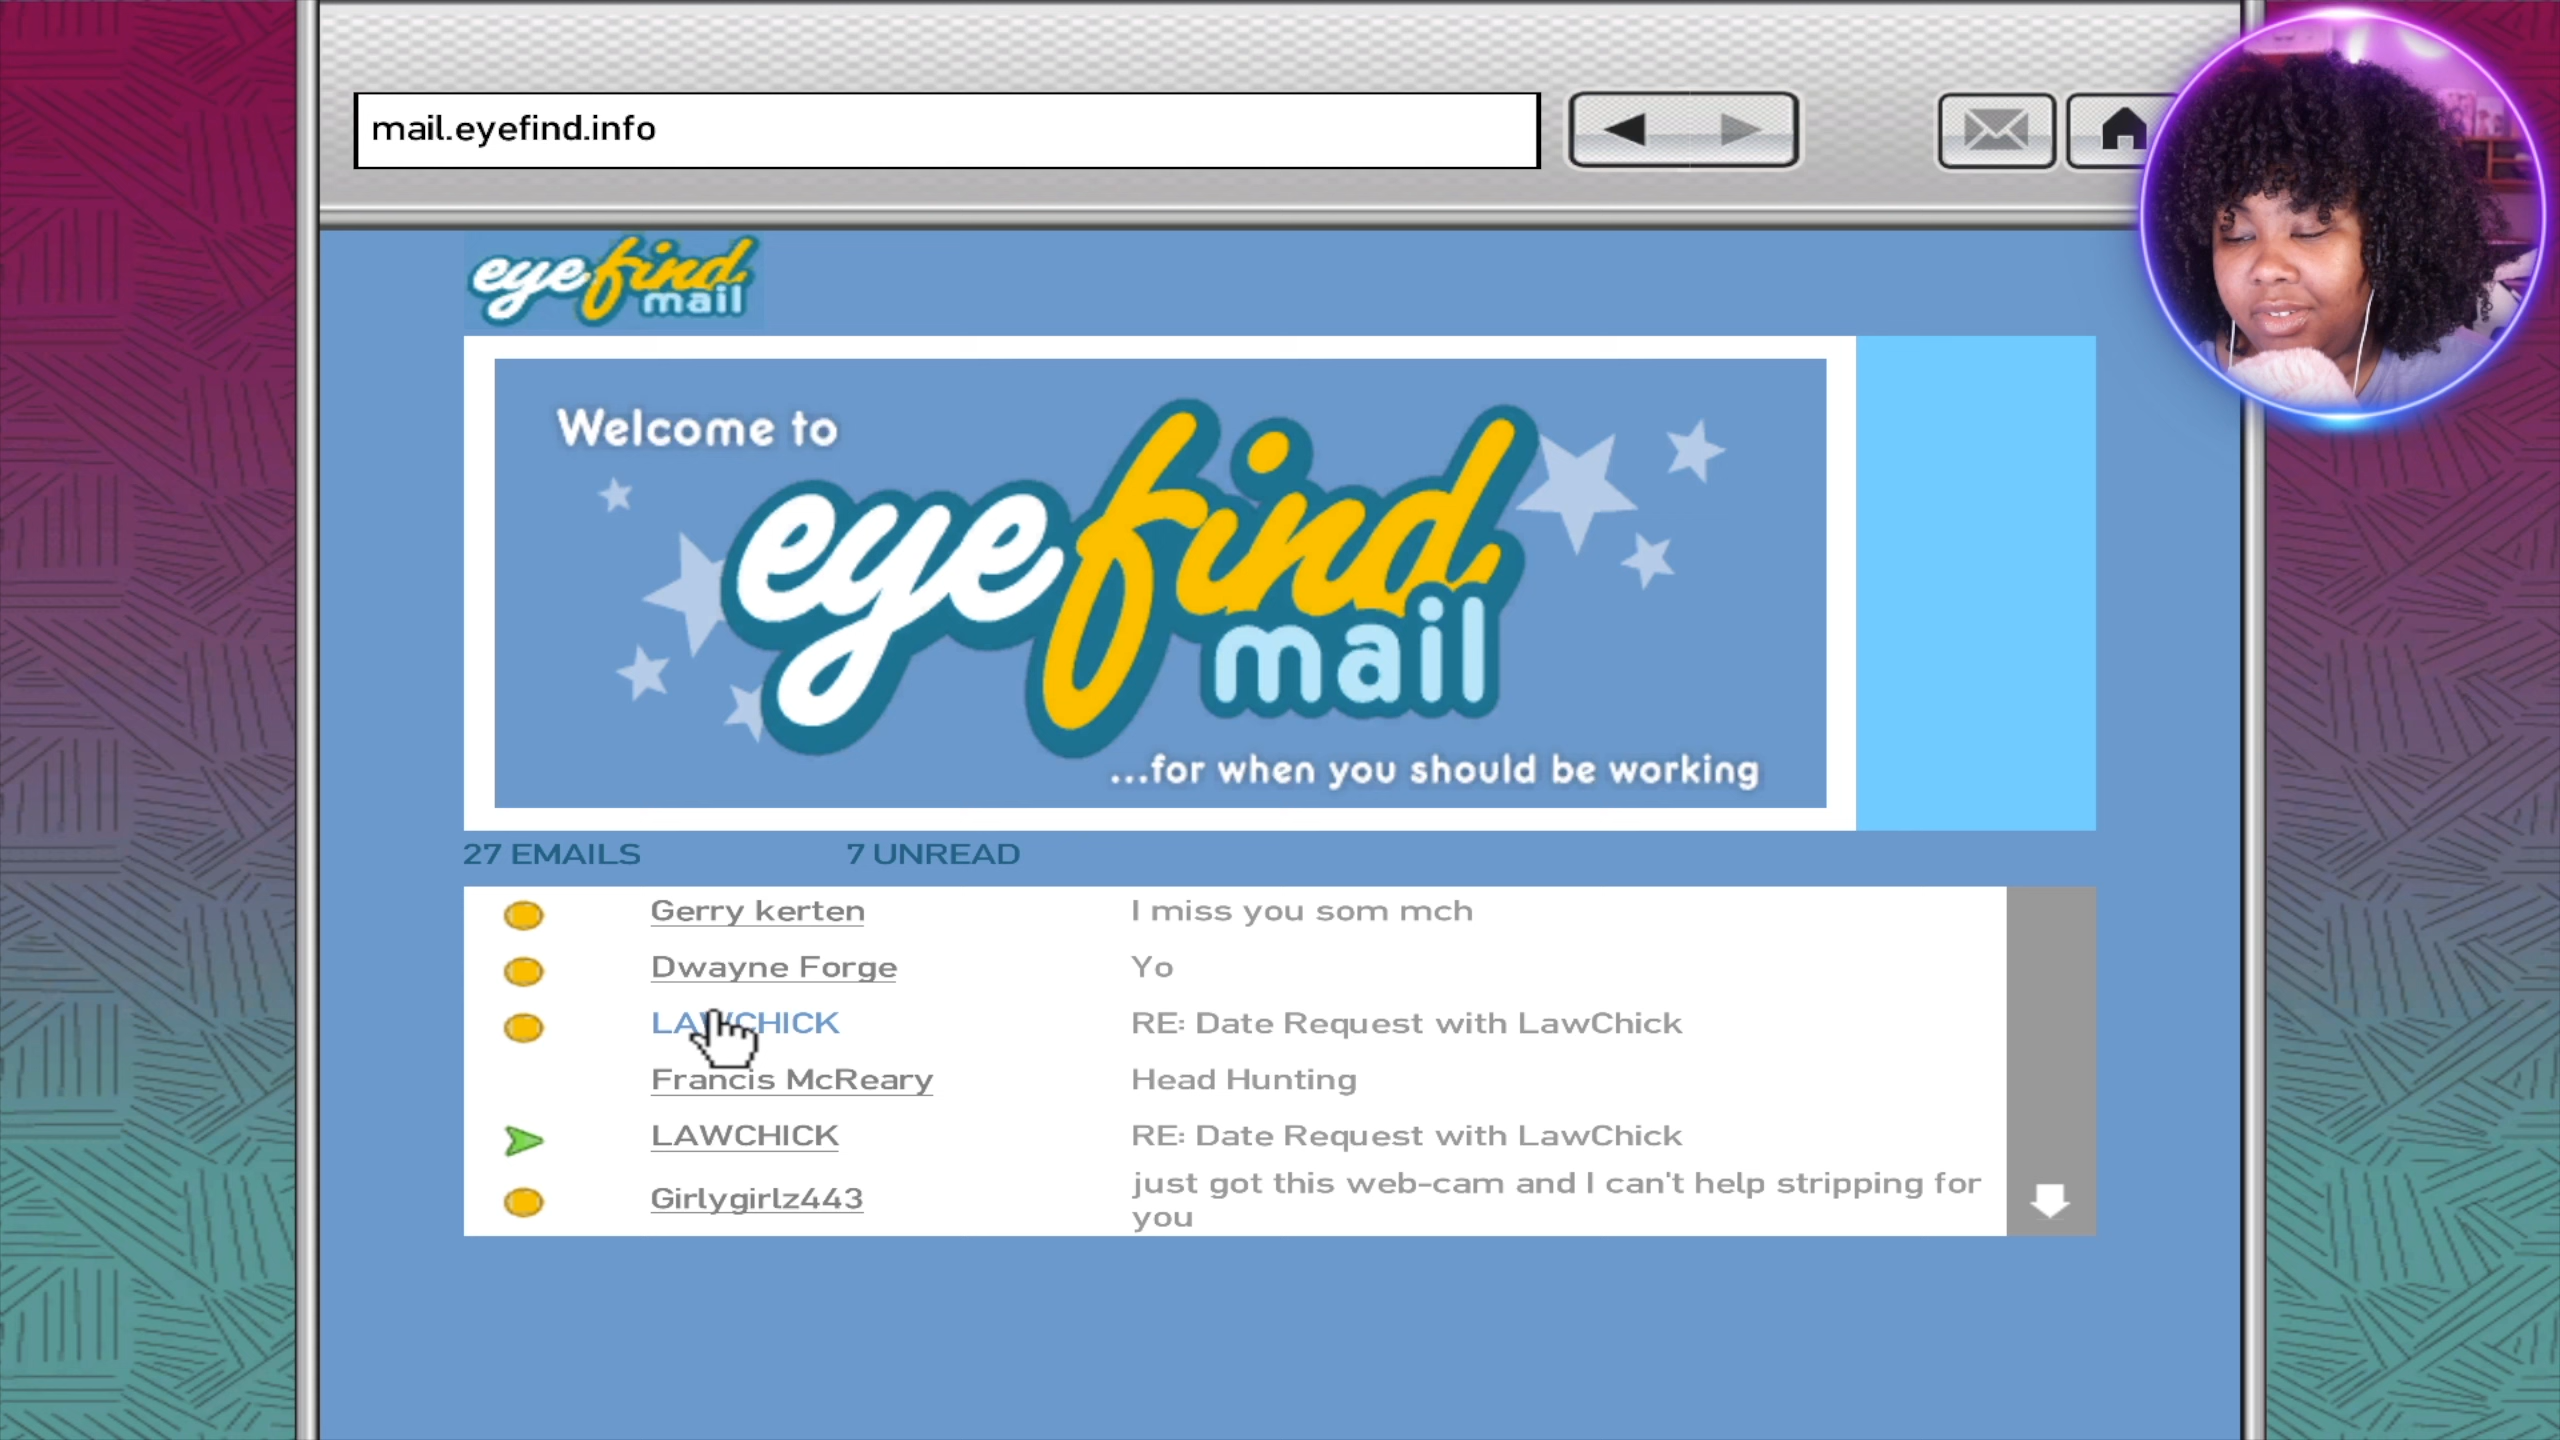 mail.eyefind.info
eyefind mail
Welcome to
eyefind
mail
...for when you should be working
27 EMAILS 7 UNREAD
Gerry kerten I miss you som mch
Dwayne Forge Yo
LAWCHICK RE: Date Request with LawChick
Francis McReary Head Hunting
LAWCHICK RE: Date Request with LawChick
Girlygirlz443 just got this web-cam and I can't help stripping for
you